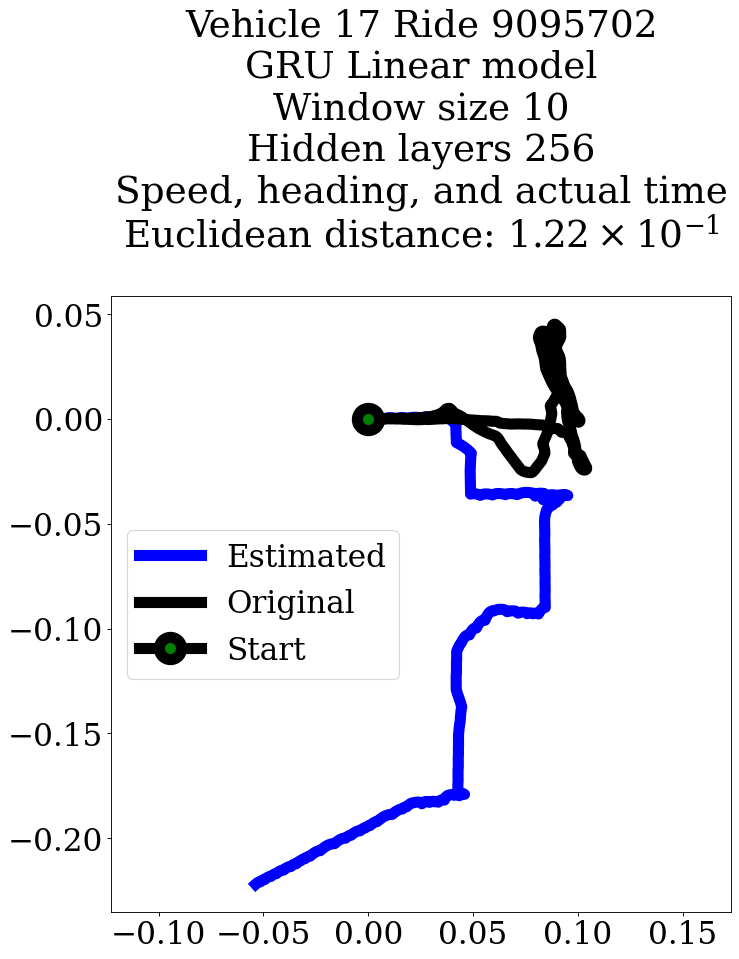 Vehicle 17 Ride 9095702
GRU Linear model
Window size 10
Hidden layers 256
Speed, heading, and actual time
Euclidean distance: 1.22 × 10⁻¹
0.05
0.00
−0.05
−0.10
−0.15
−0.20
Estimated
Original
Start
−0.10 −0.05 0.00 0.05 0.10 0.15